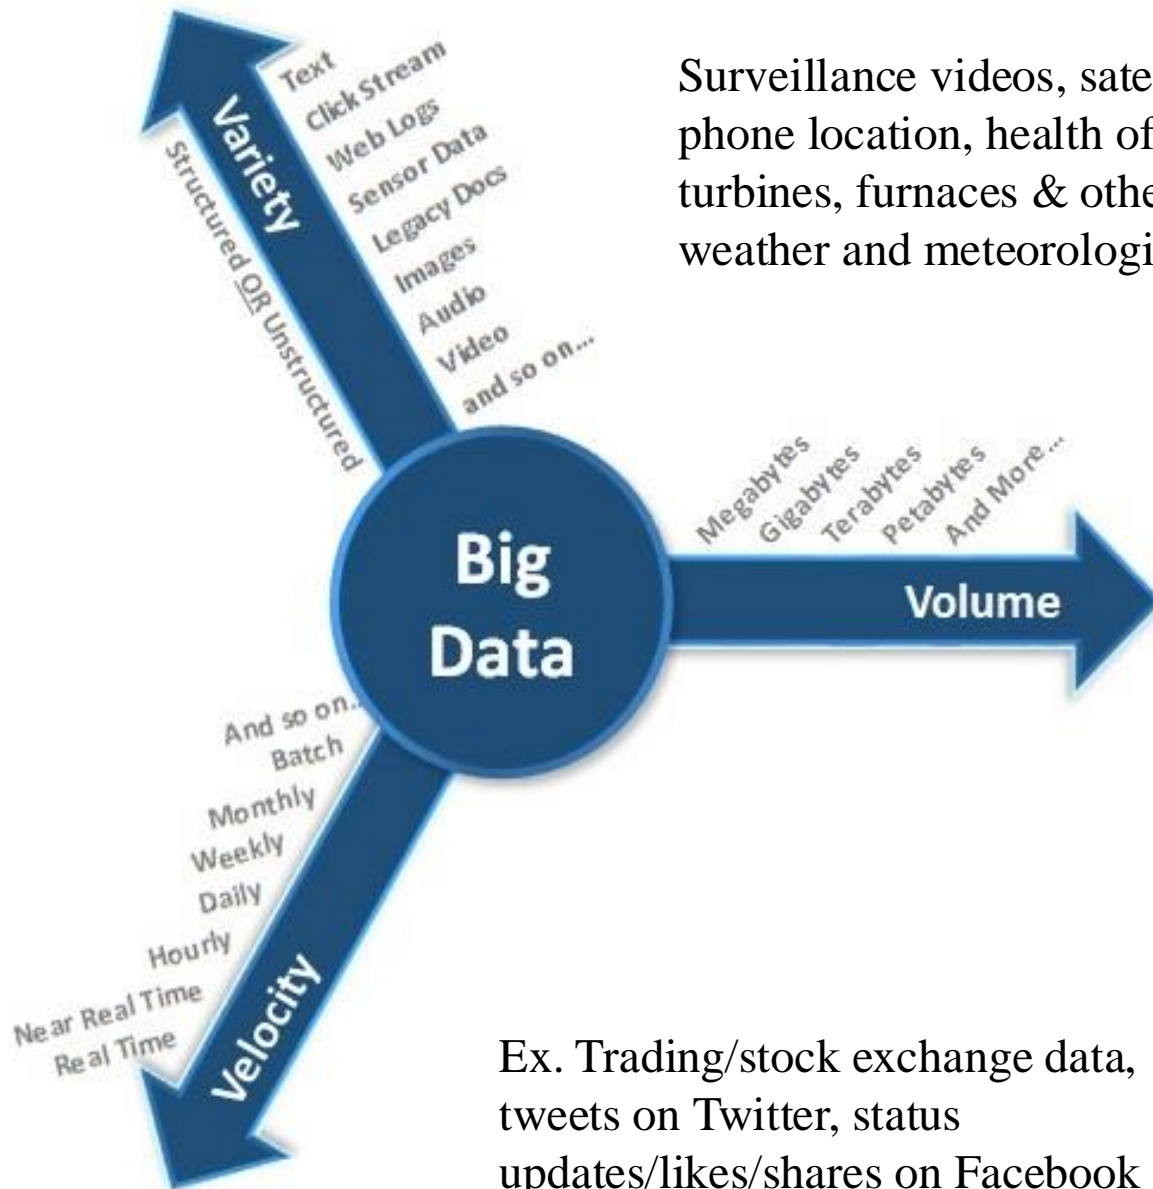 Text
Click Stream
Web Logs
Sensor Data
Legacy Docs
Images
Audio
Video
and so on...
Variety
Structured OR Unstructured
Surveillance videos, sate
phone location, health of
turbines, furnaces & othe
weather and meteorologi
Megabytes
Gigabytes
Terabytes
Petabytes
And More...
Big
Data
Volume
And so on..
Batch
Monthly
Weekly
Daily
Hourly
Near Real Time
Real Time
Velocity
Ex. Trading/stock exchange data,
tweets on Twitter, status
updates/likes/shares on Facebook